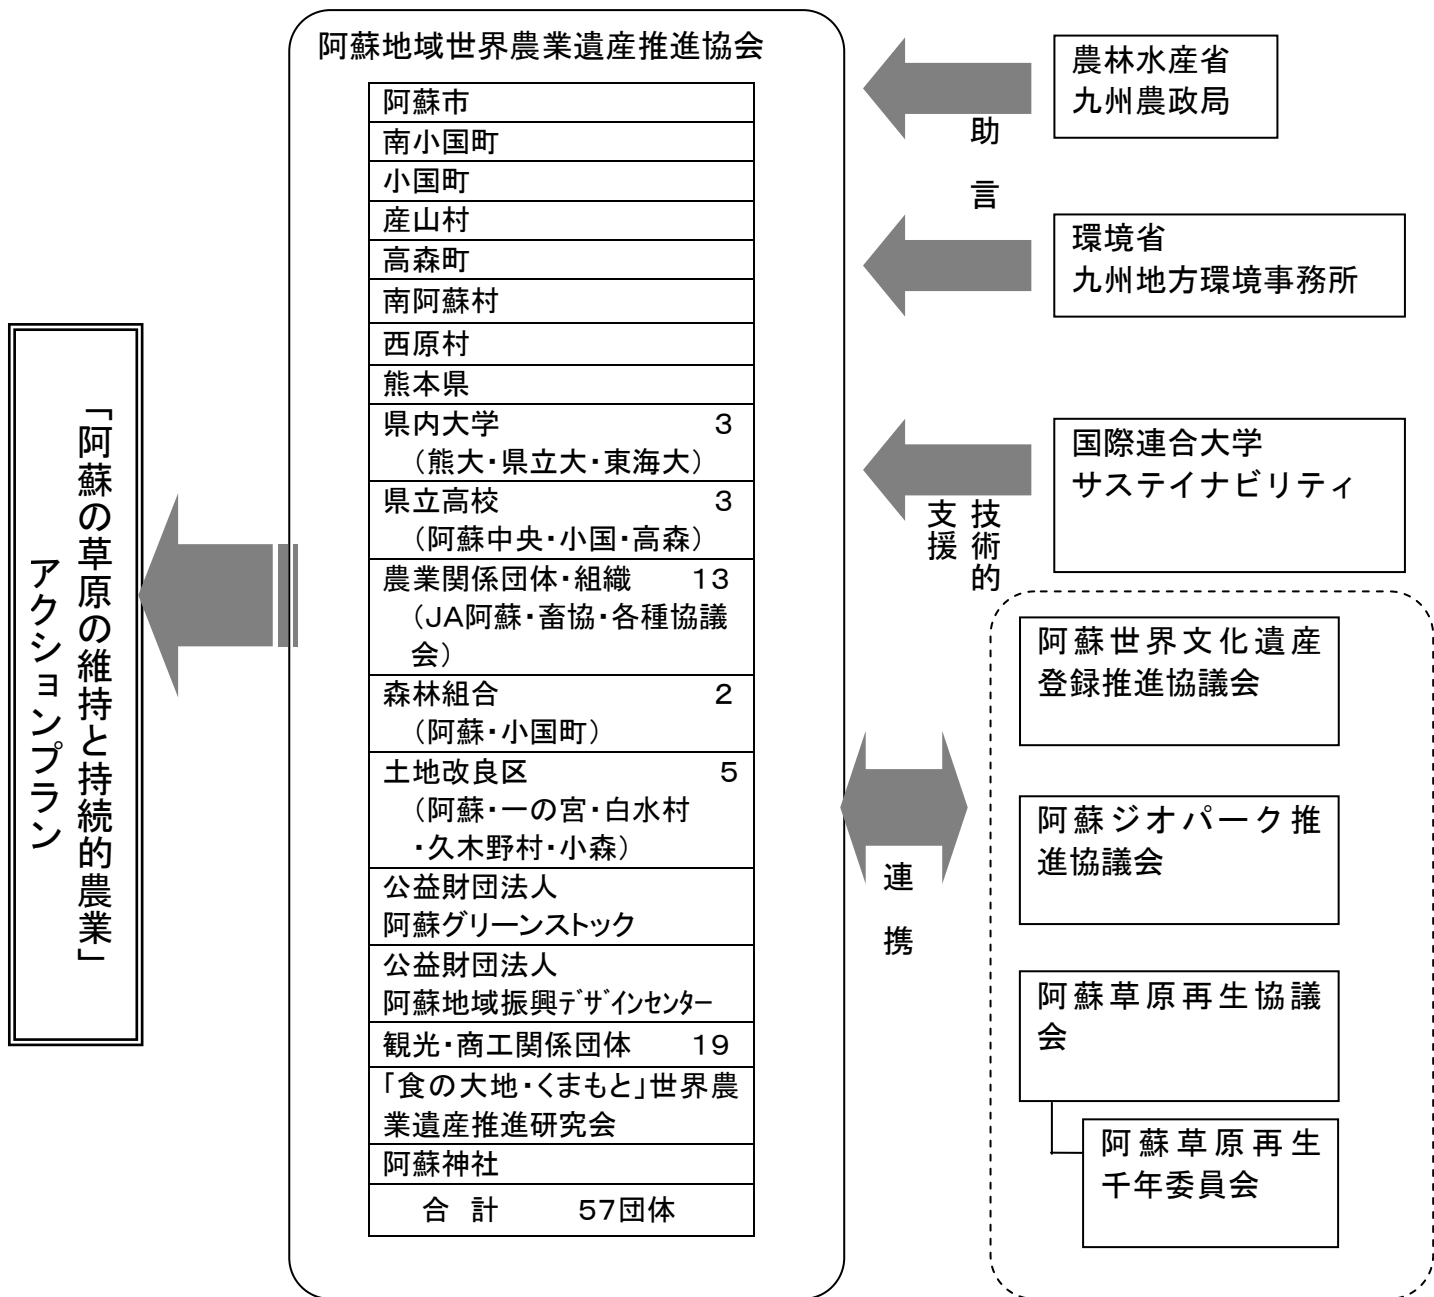 阿蘇地域世界農業遺産推進協会
阿蘇市
南小国町
小国町
産山村
高森町
南阿蘇村
西原村
熊本県
県内大学　3
（熊大・県立大・東海大）
県立高校　3
（阿蘇中央・小国・高森）
農業関係団体・組織　13
（JA阿蘇・畜協・各種協議
会）
森林組合　2
（阿蘇・小国町）
土地改良区　5
（阿蘇・一の宮・白水村
・久木野村・小森）
公益財団法人
阿蘇グリーンストック
公益財団法人
阿蘇地域振興ﾃﾞｻﾞｲﾝｾﾝﾀｰ
観光・商工関係団体　19
「食の大地・くまもと」世界農
業遺産推進研究会
阿蘇神社
合 計　57団体
「阿蘇の草原の維持と持続的農業」
アクションプラン
農林水産省
九州農政局
助言
環境省
九州地方環境事務所
国際連合大学
サステイナビリティ
技術的
支援
阿蘇世界文化遺産
登録推進協議会
阿蘇ジオパーク推
進協議会
連携
阿蘇草原再生協議
会
阿蘇草原再生
千年委員会